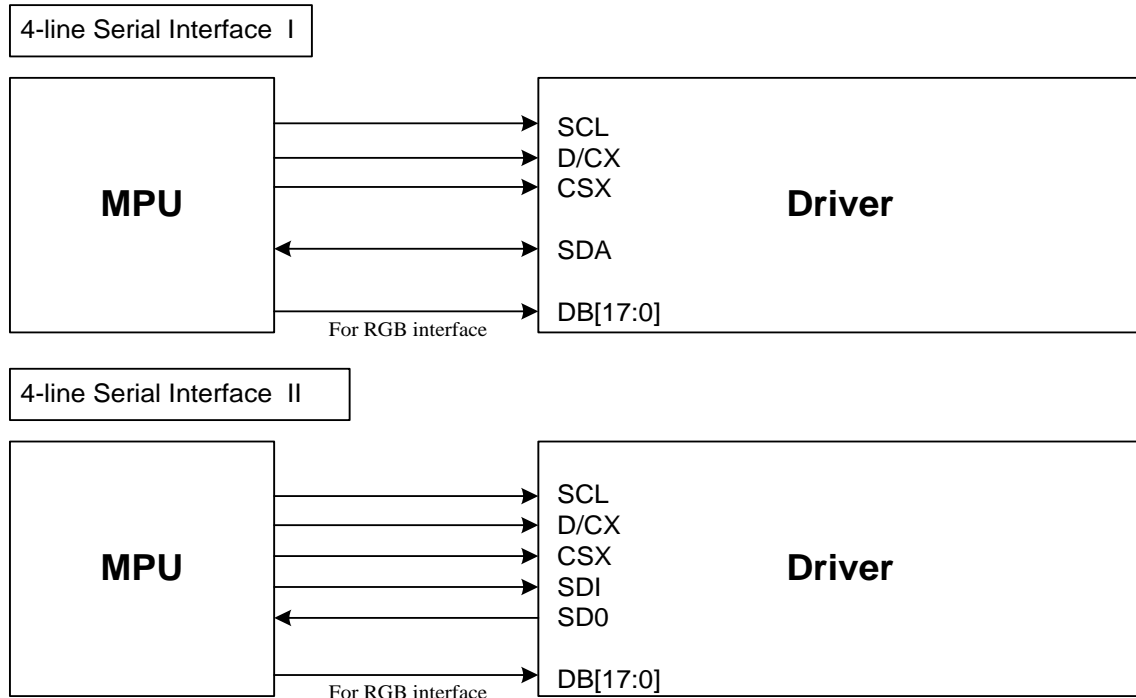 4-line Serial Interface I
MPU
Driver
SCL
D/CX
CSX
SDA
DB[17:0]
For RGB interface
4-line Serial Interface II
MPU
Driver
SCL
D/CX
CSX
SDI
SD0
DB[17:0]
For RGB interface